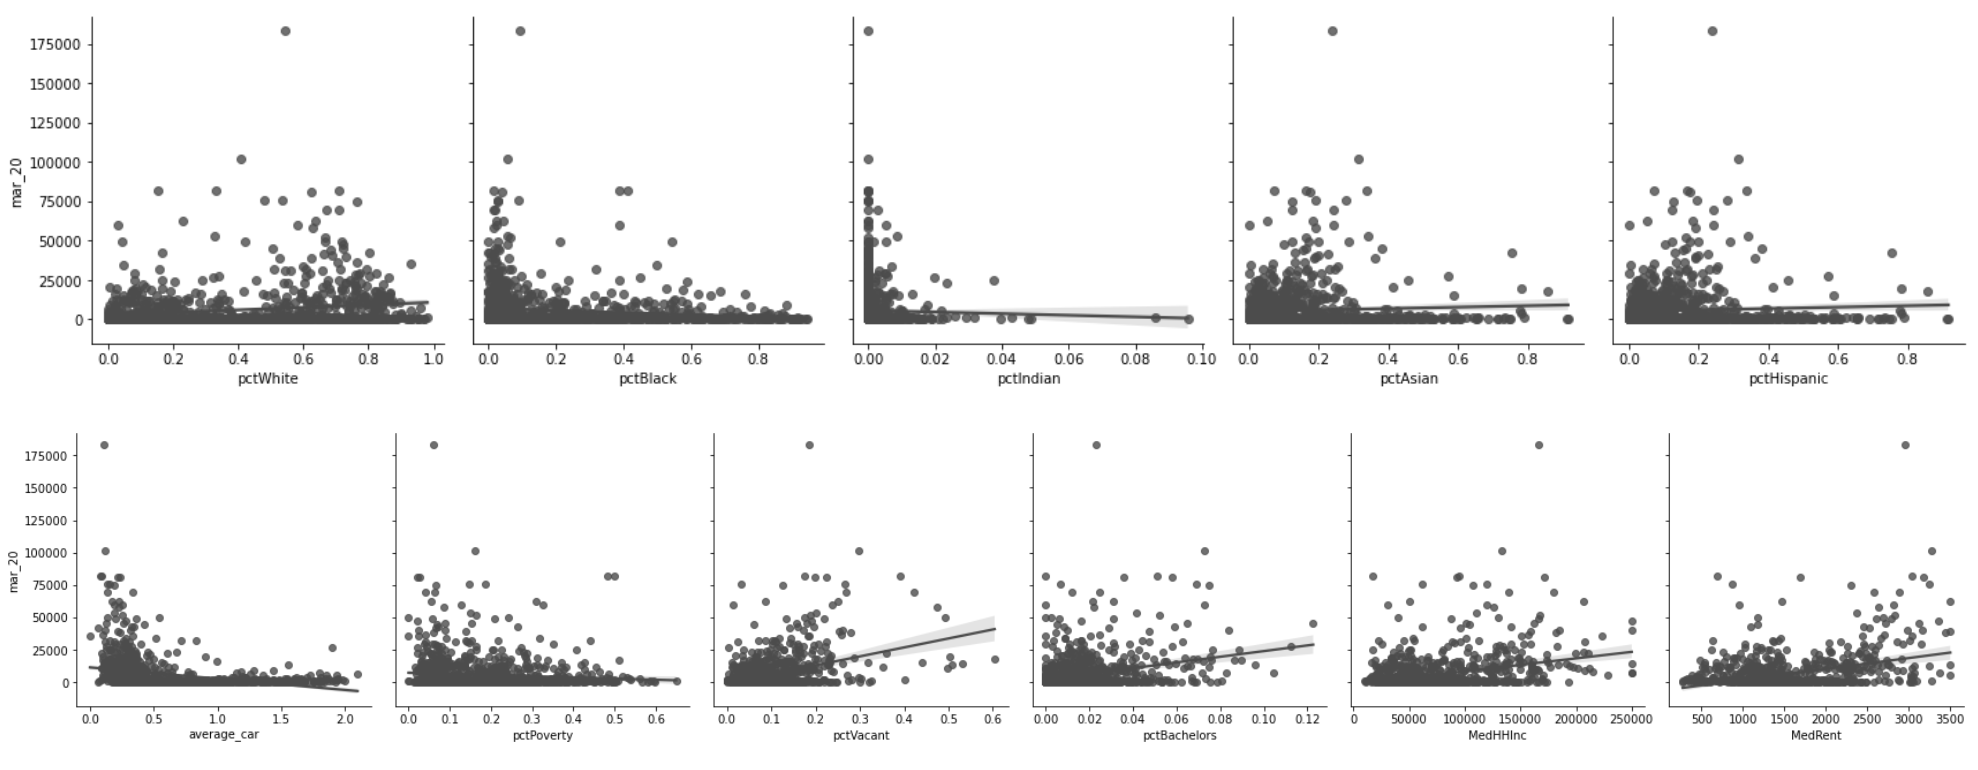 mar_20
175000
150000
125000
100000
75000
50000
25000
0
0.0 0.2 0.4 0.6 0.8 1.0
pctWhite
0.0 0.2 0.4 0.6 0.8
pctBlack
0.00 0.02 0.04 0.06 0.08 0.10
pctIndian
0.0 0.2 0.4 0.6 0.8
pctAsian
0.0 0.2 0.4 0.6 0.8
pctHispanic
mar_20
175000
150000
125000
100000
75000
50000
25000
0
0.0 0.5 1.0 1.5 2.0
average_car
0.0 0.1 0.2 0.3 0.4 0.5 0.6
pctPoverty
0.0 0.1 0.2 0.3 0.4 0.5 0.6
pctVacant
0.00 0.02 0.04 0.06 0.08 0.10 0.12
pctBachelors
0 50000 100000 150000 200000 250000
MedHHInc
500 1000 1500 2000 2500 3000 3500
MedRent